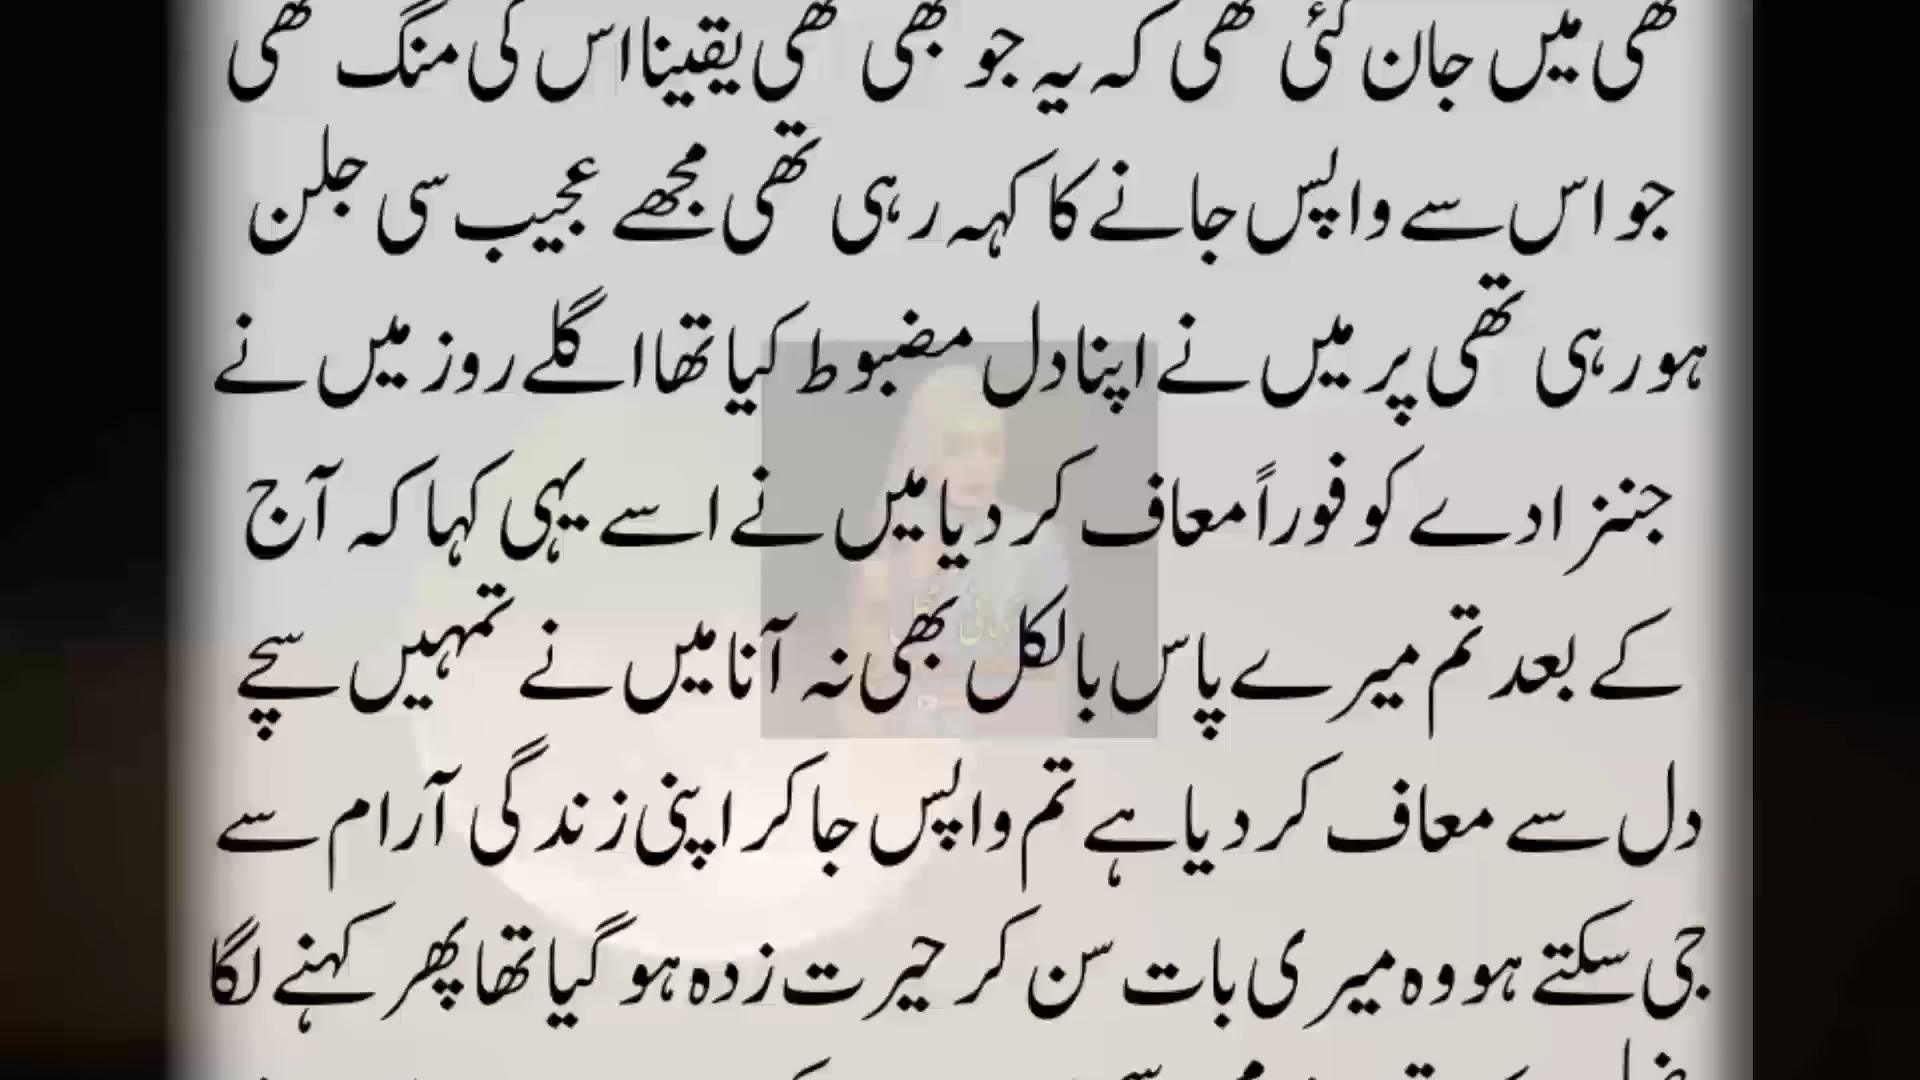 تھی میں جان گئی تھی کہ یہ جو بھی تھی یقینا اس کی منگ تھی
جو اس سے واپس جانے کا کہہ رہی تھی مجھے عجیب سی جلن
ہو رہی تھی پر میں نے اپنا دل مضبوط کیا تھا اگلے روز میں نے
جنزادے کو فوراً معاف کر دیا میں نے اسے یہی کہا کہ آج
کے بعد تم میرے پاس بالکل بھی نہ آنا میں نے تمہیں سچے
دل سے معاف کر دیا ہے تم واپس جا کر اپنی زندگی آرام سے
جی سکتے ہو وہ میری بات سن کر حیرت زدہ ہو گیا تھا پھر کہنے لگا